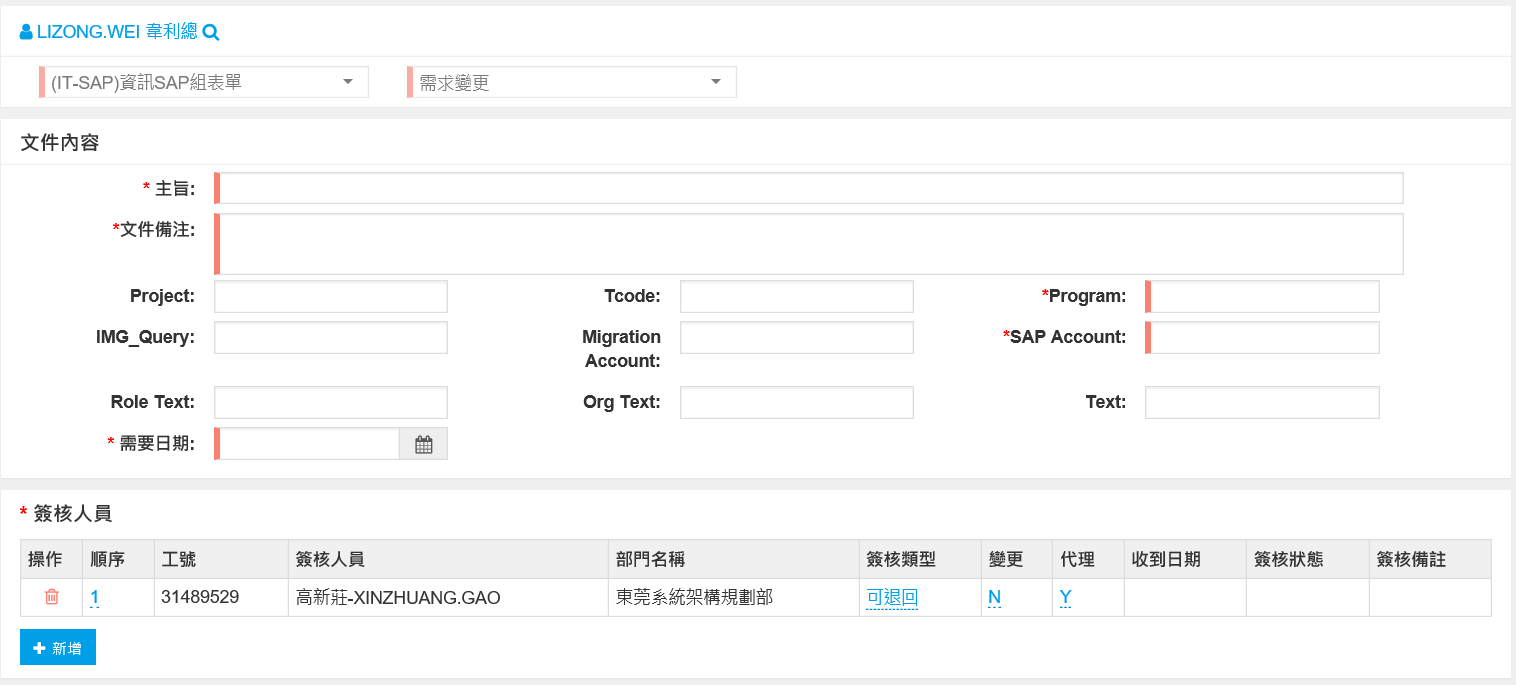 LIZONG.WEI 韋利總
(IT-SAP)資訊SAP組表單 需求變更
文件內容
* 主旨:
*文件備注:
Project: Tcode: *Program:
IMG_Query: Migration Account: *SAP Account:
Role Text: Org Text: Text:
* 需要日期:
* 簽核人員
操作 順序 工號 簽核人員 部門名稱 簽核類型 變更 代理 收到日期 簽核狀態 簽核備註
1 31489529 高新莊-XINZHUANG.GAO 東莞系統架構規劃部 可退回 N Y
新增